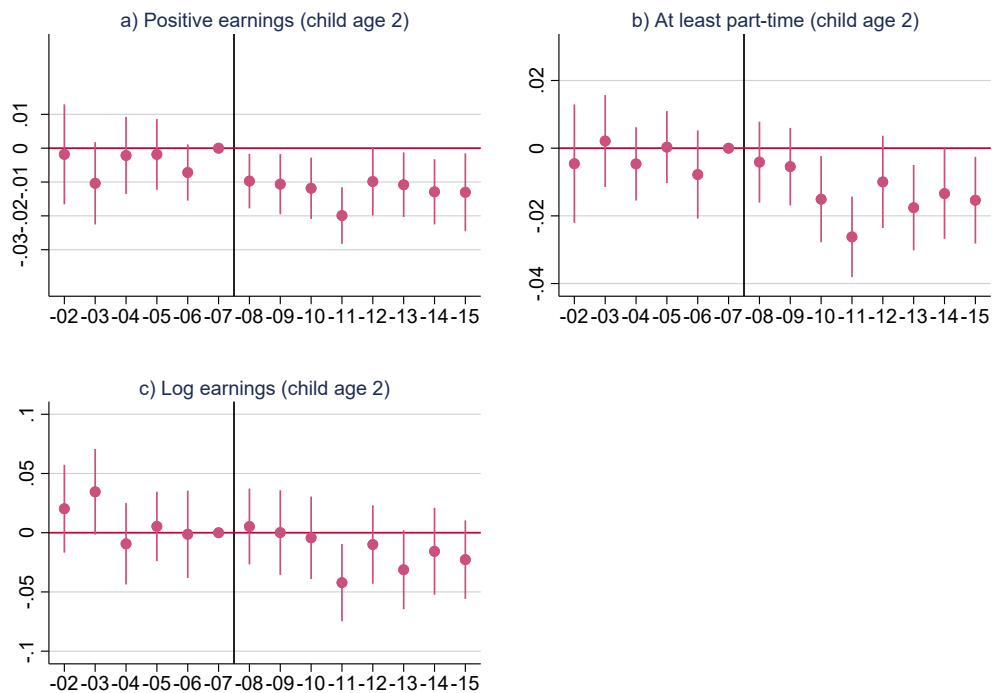 a) Positive earnings (child age 2)
.01
0
-.01
-.02
-.03
-02 -03 -04 -05 -06 -07 -08 -09 -10 -11 -12 -13 -14 -15
b) At least part-time (child age 2)
.02
0
-.02
-.04
-02 -03 -04 -05 -06 -07 -08 -09 -10 -11 -12 -13 -14 -15
c) Log earnings (child age 2)
.1
.05
0
-.05
-.1
-02 -03 -04 -05 -06 -07 -08 -09 -10 -11 -12 -13 -14 -15